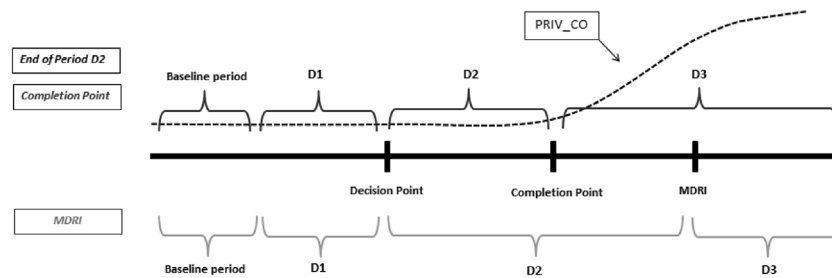 PRIV_CO
End of Period D2
Baseline period
D1
D2
D3
Completion Point
Decision Point
Completion Point
MDRI
MDRI
Baseline period
D1
D2
D3